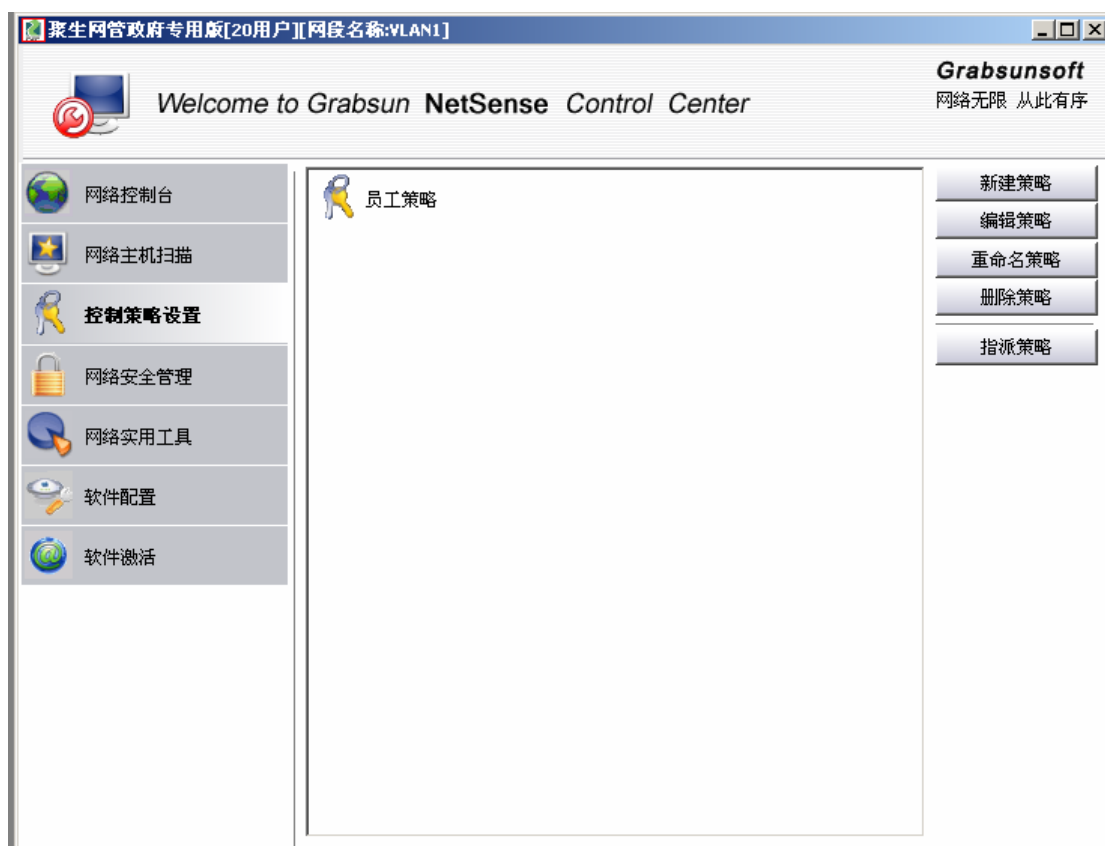 聚生网管政府专用版[20用户][网段名称:VLAN1]
Welcome to Grabsun NetSense Control Center
Grabsunsoft
网络无限 从此有序
网络控制台
网络主机扫描
控制策略设置
网络安全管理
网络实用工具
软件配置
软件激活
员工策略
新建策略
编辑策略
重命名策略
删除策略
指派策略